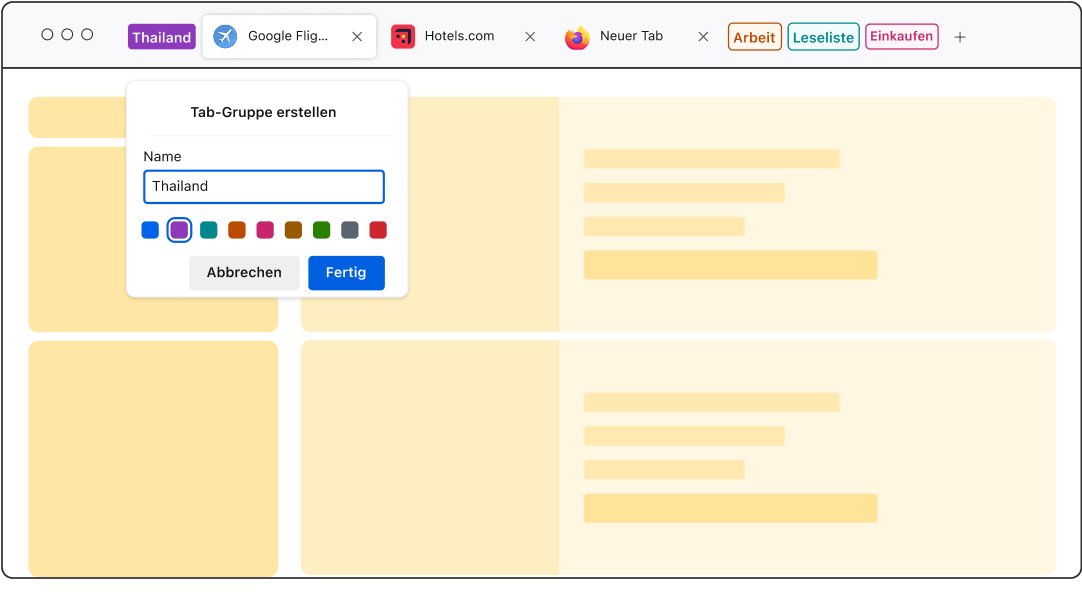 Thailand Google Flig... Hotels.com Neuer Tab Arbeit Leseliste Einkaufen
Tab-Gruppe erstellen
Name
Thailand
Abbrechen Fertig